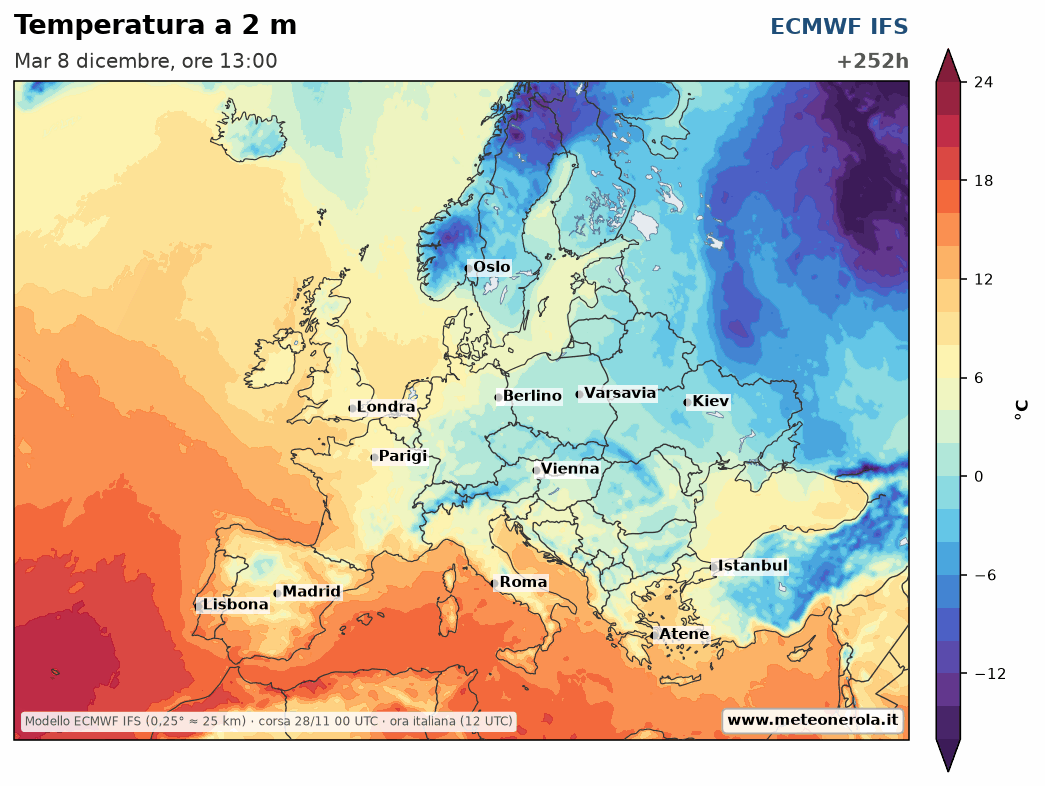 Temperatura a 2 m
ECMWF IFS
Mar 8 dicembre, ore 13:00
+252h
24
18
12
6
0
−6
−12
°C
Oslo
Londra
Berlino
Varsavia
Kiev
Parigi
Vienna
Madrid
Lisbona
Roma
Istanbul
Atene
Modello ECMWF IFS (0,25° ≈ 25 km) · corsa 28/11 00 UTC · ora italiana (12 UTC)
www.meteonerola.it